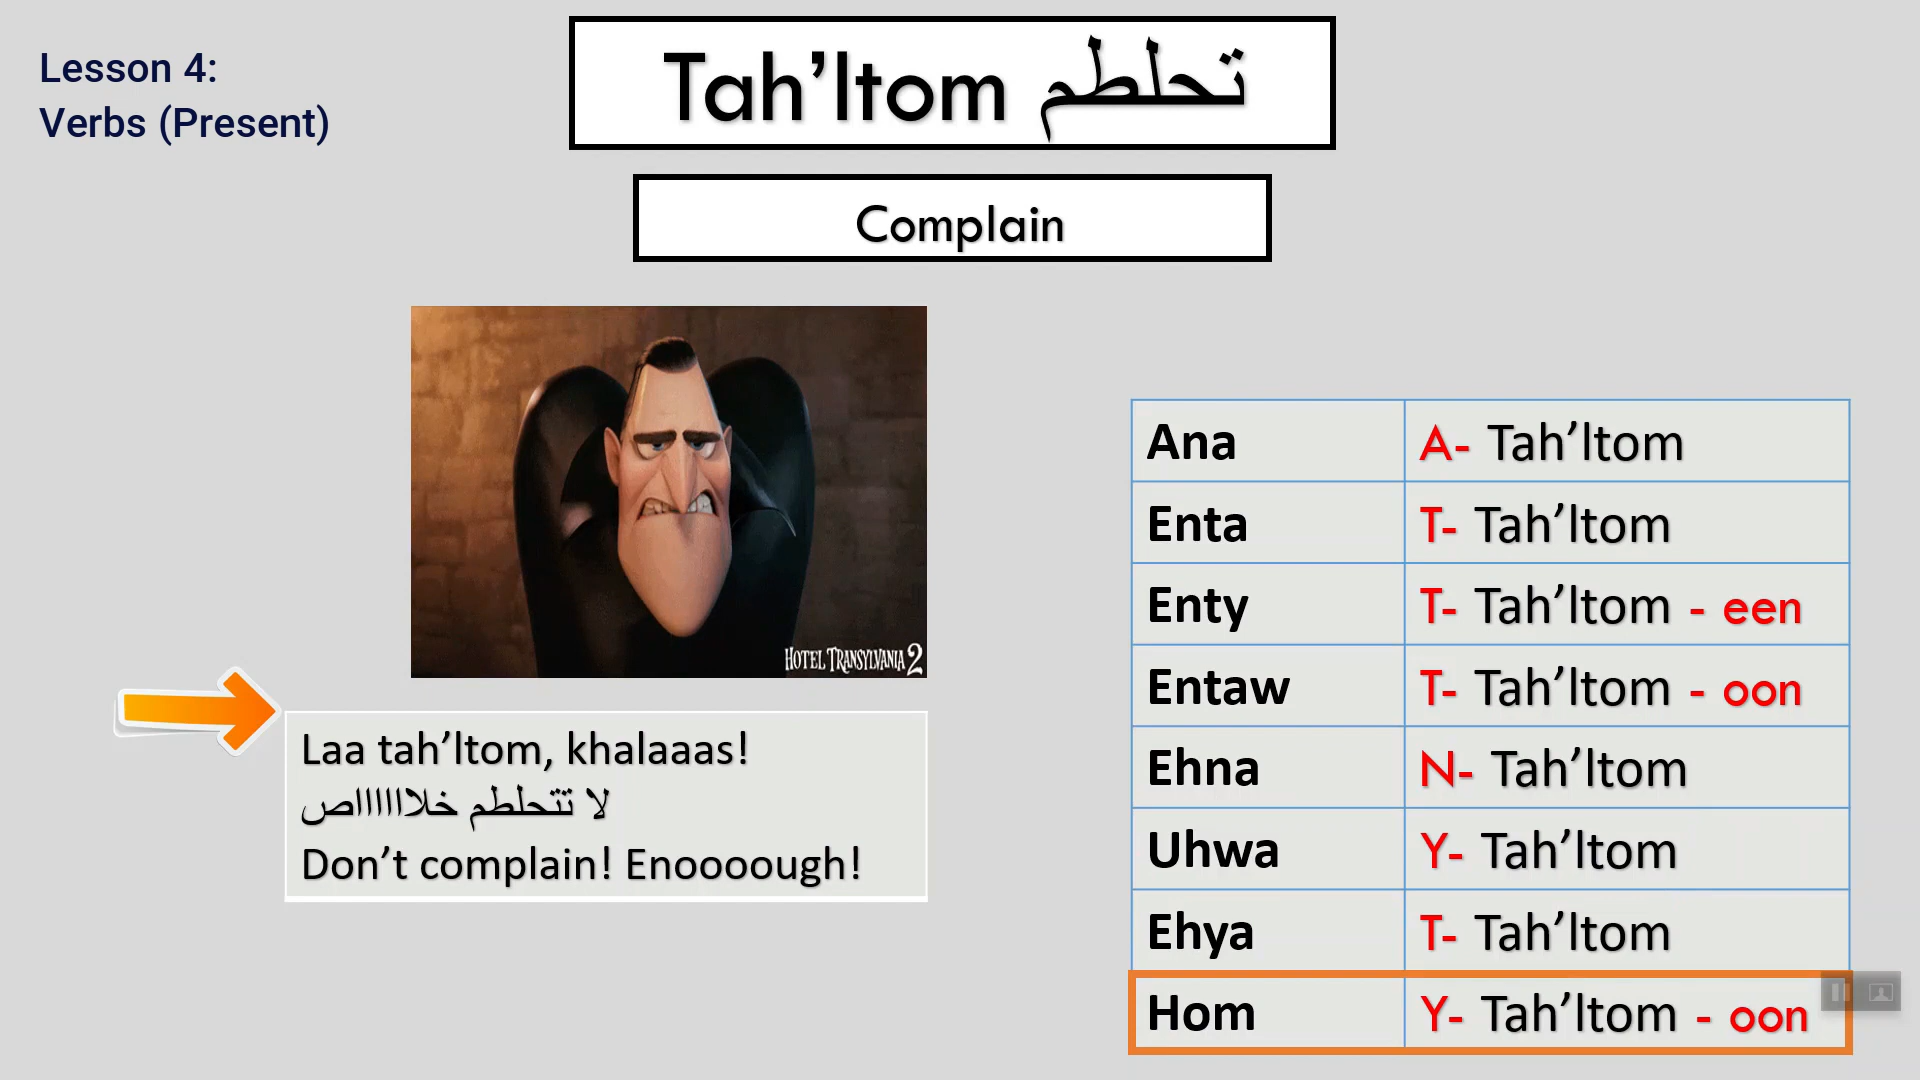 Lesson 4:
Verbs (Present)
Tah’ltom تحلطم
Complain
HOTEL TRANSYLVANIA 2
Laa tah’ltom, khalaaas!
لا تتحلطم خلااااااص
Don’t complain! Enoooough!
Ana A- Tah’ltom
Enta T- Tah’ltom
Enty T- Tah’ltom - een
Entaw T- Tah’ltom - oon
Ehna N- Tah’ltom
Uhwa Y- Tah’ltom
Ehya T- Tah’ltom
Hom Y- Tah’ltom - oon